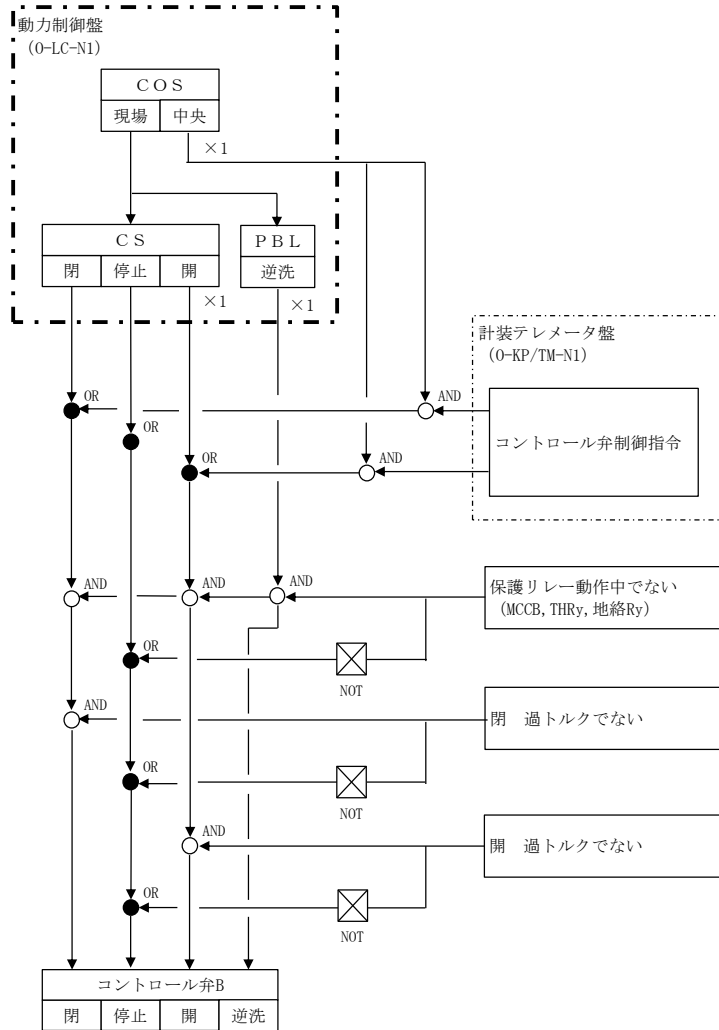 動力制御盤
(O-LC-N1)
COS
現場 中央
×1
CS
閉 停止 開
×1
PBL
逆洗
×1
計装テレメータ盤
(O-KP/TM-N1)
コントロール弁制御指令
OR
AND
OR
OR
AND
AND
AND
AND
保護リレー動作中でない
(MCCB,THRy,地絡Ry)
OR
NOT
AND
閉 過トルクでない
OR
NOT
AND
開 過トルクでない
OR
NOT
コントロール弁B
閉 停止 開 逆洗